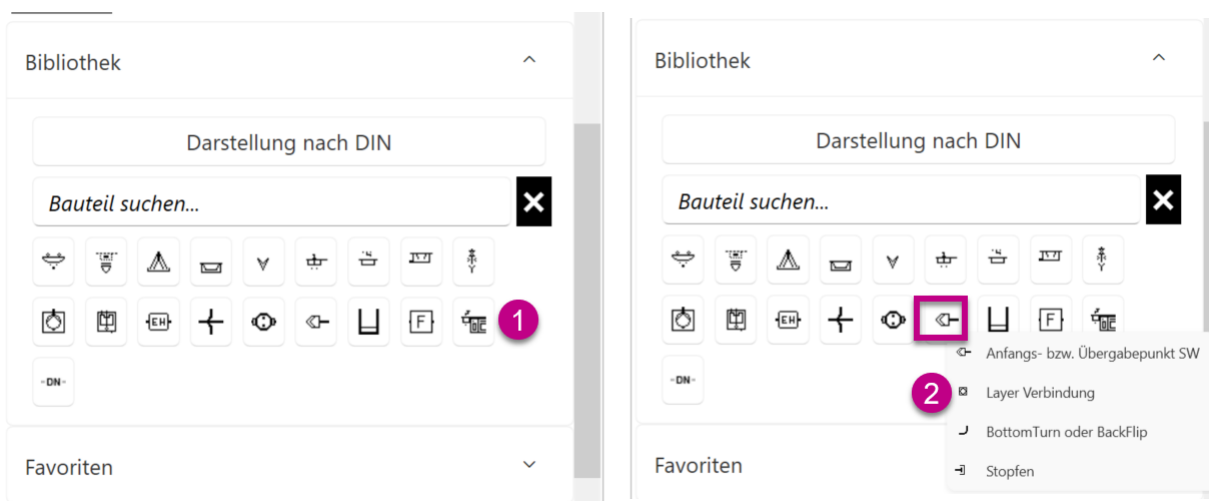 Bibliothek
Darstellung nach DIN
Bauteil suchen...
EH
F
1
-DN-
Favoriten
Bibliothek
Darstellung nach DIN
Bauteil suchen...
EH
F
Anfangs- bzw. Übergabepunkt SW
-DN-
2
Layer Verbindung
BottomTurn oder BackFlip
Favoriten
Stopfen